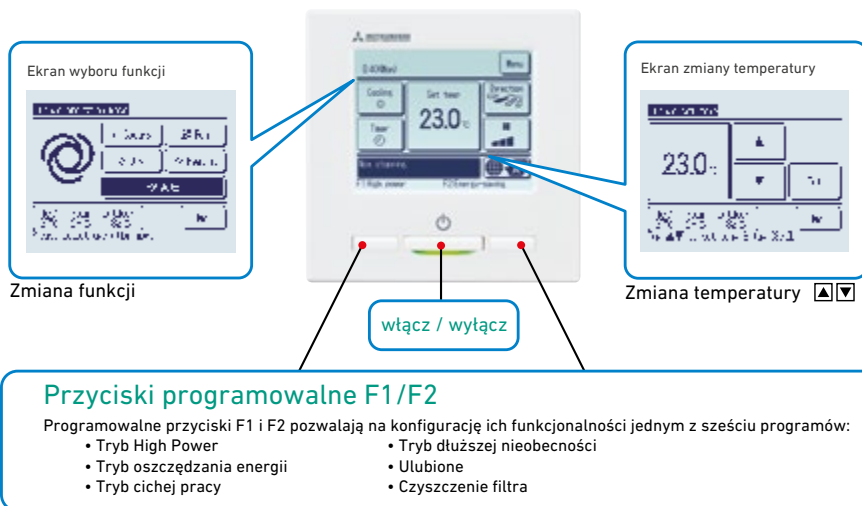 Ekran wyboru funkcji
Ekran zmiany temperatury
Menu
Cooling
Set temp
Direction
Timer
23.0
F1:High power
F2:Energy-saving
23.0
Zmiana funkcji
Zmiana temperatury ▲▼
włącz / wyłącz
Przyciski programowalne F1/F2
Programowalne przyciski F1 i F2 pozwalają na konfigurację ich funkcjonalności jednym z sześciu programów:
• Tryb High Power
• Tryb oszczędzania energii
• Tryb cichej pracy
• Tryb dłuższej nieobecności
• Ulubione
• Czyszczenie filtra